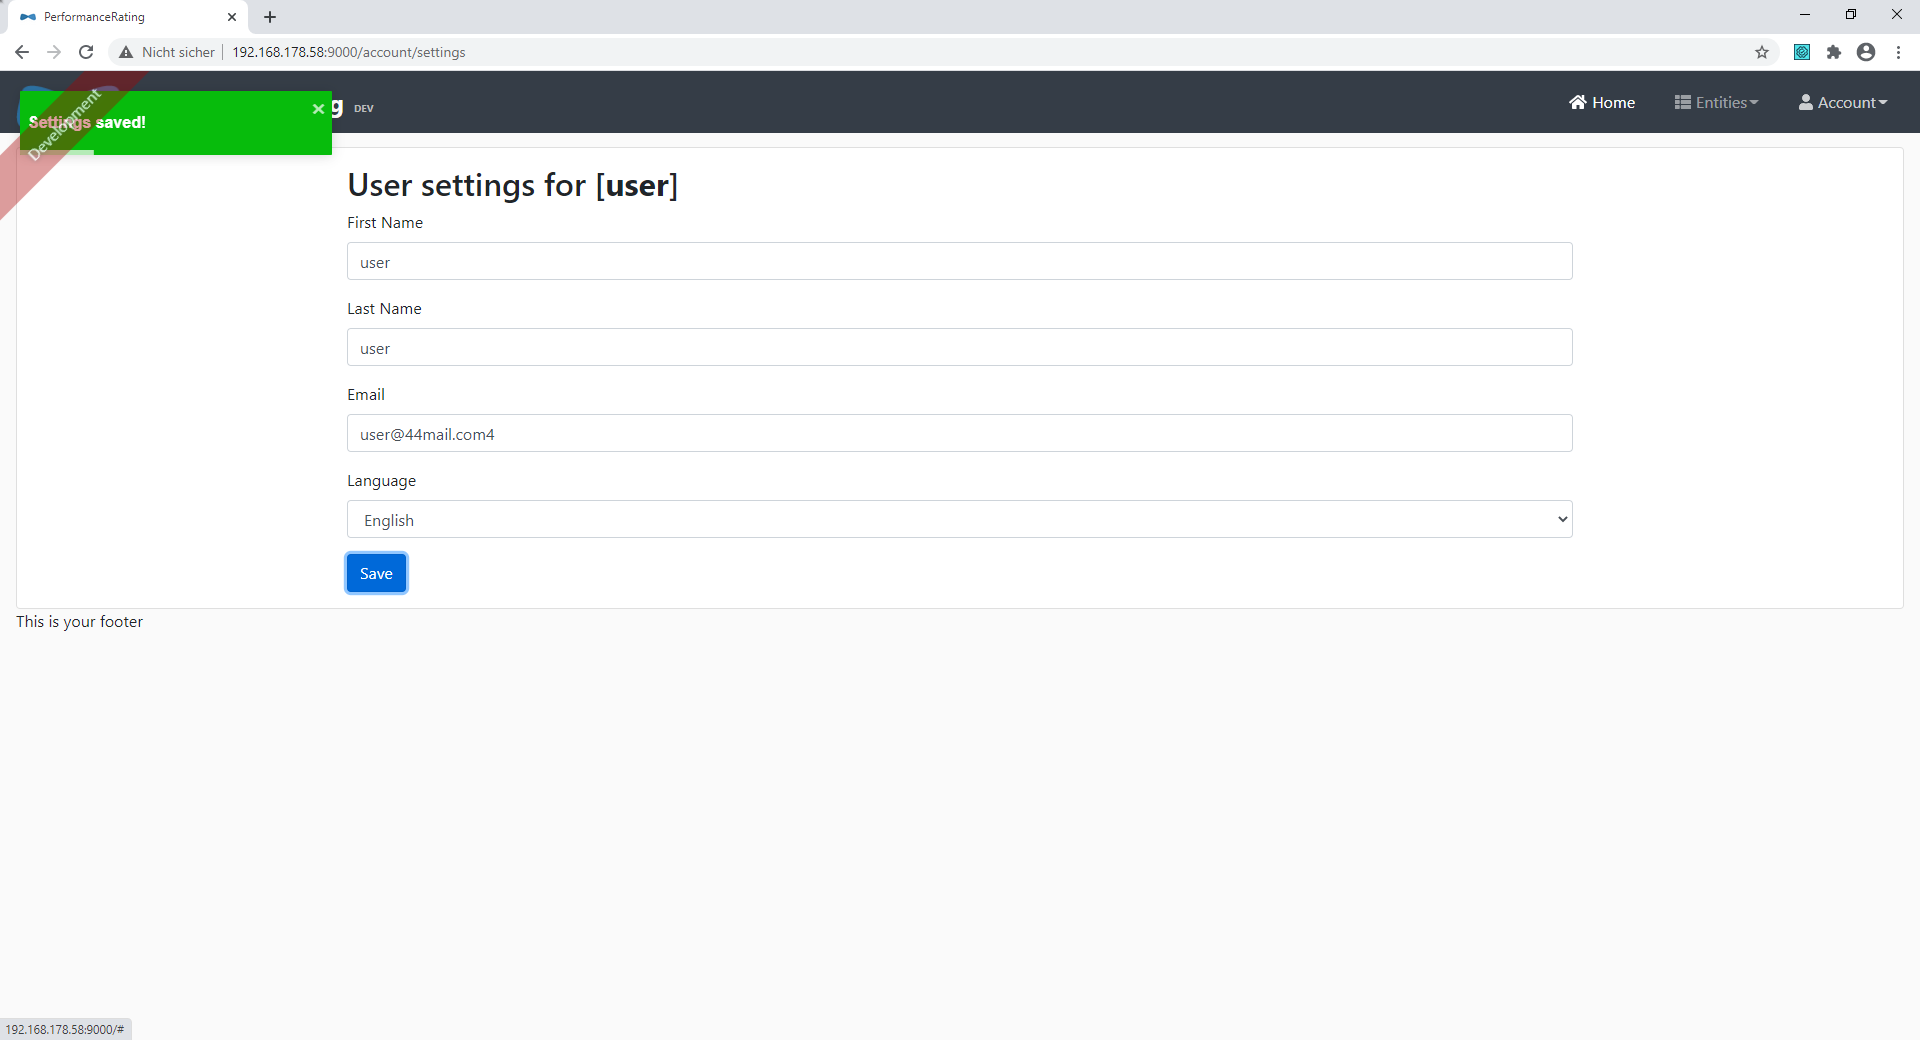 PerformanceRating
Nicht sicher 192.168.178.58:9000/account/settings
Development
Settings saved!
g DEV
Home Entities Account
User settings for [user]
First Name
user
Last Name
user
Email
user@44mail.com4
Language
English
Save
This is your footer
192.168.178.58:9000/#